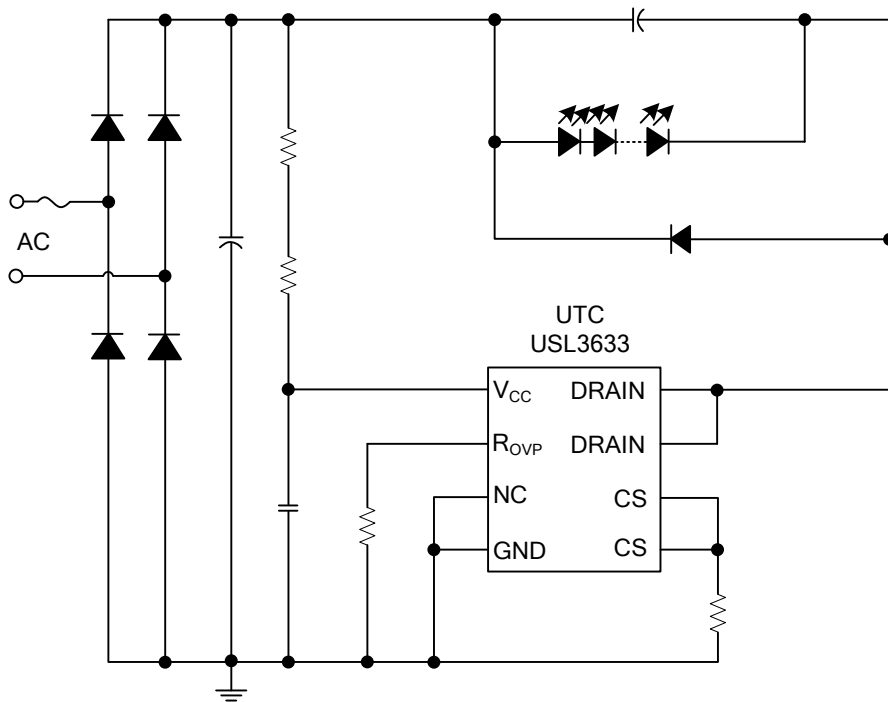 AC
UTC
USL3633
VCC
DRAIN
ROVP
DRAIN
NC
CS
GND
CS